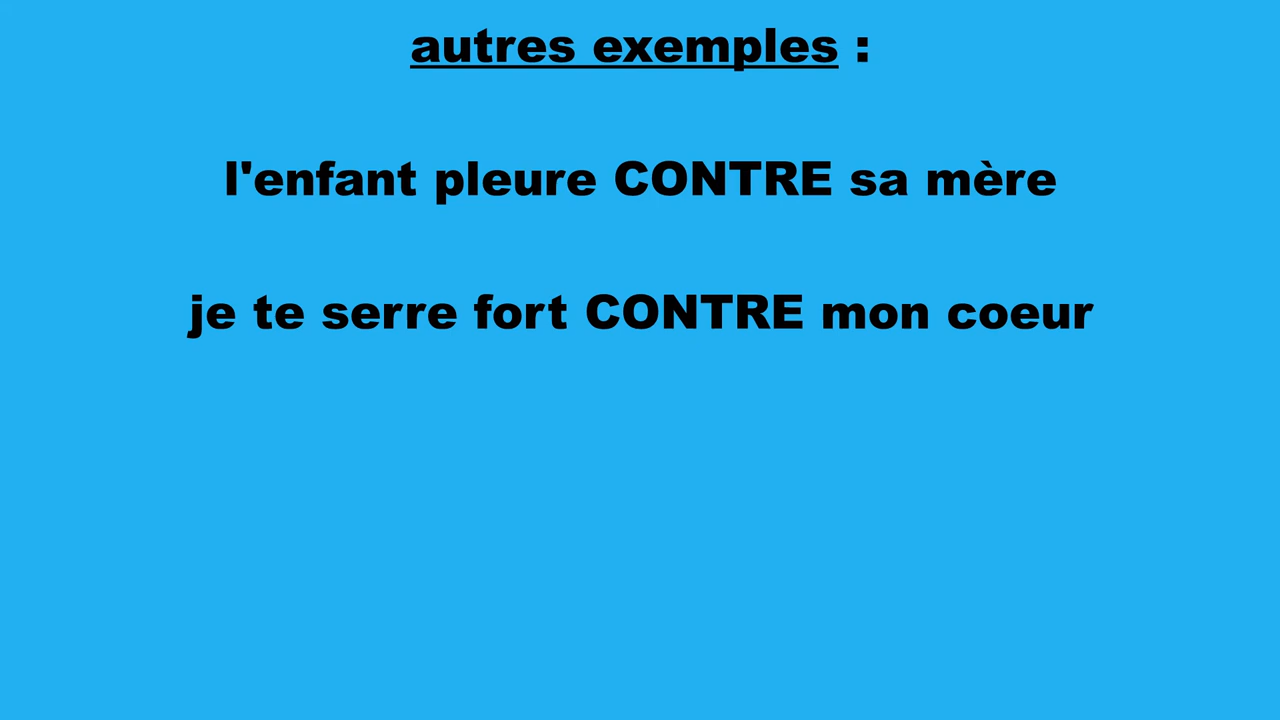 autres exemples :
l'enfant pleure CONTRE sa mère
je te serre fort CONTRE mon coeur